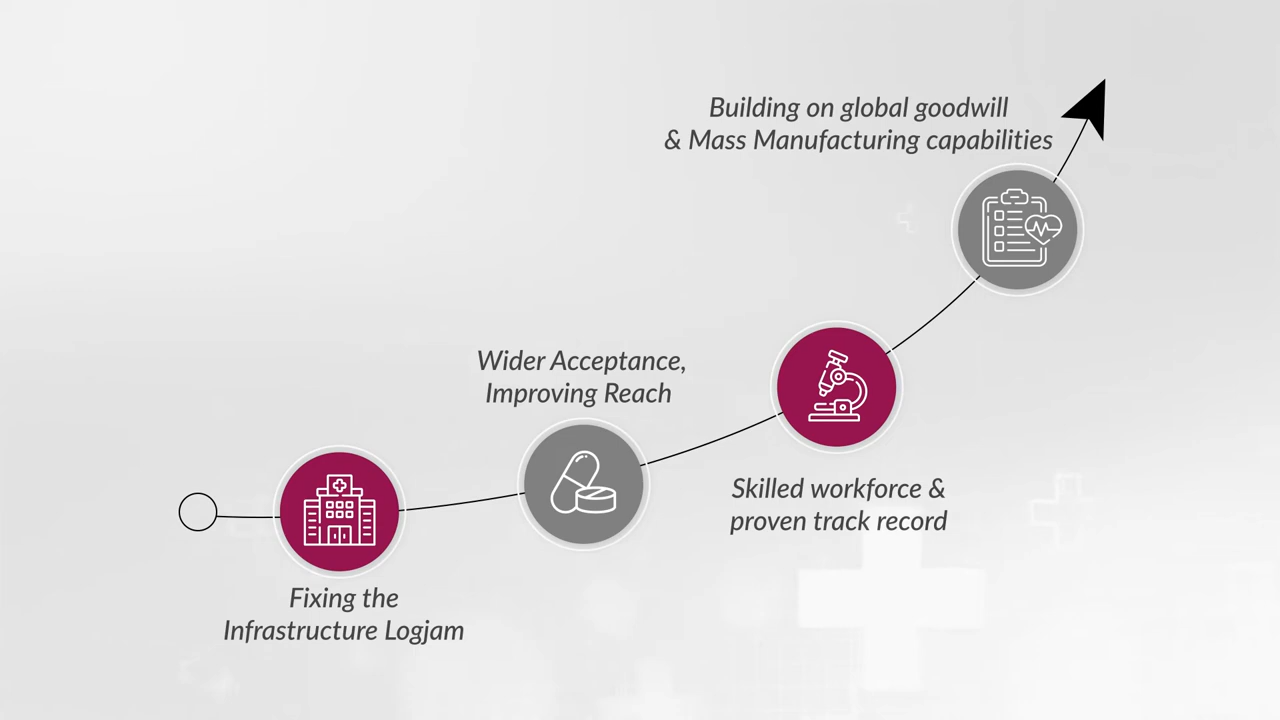 Building on global goodwill
& Mass Manufacturing capabilities
Wider Acceptance,
Improving Reach
Skilled workforce &
proven track record
Fixing the
Infrastructure Logjam